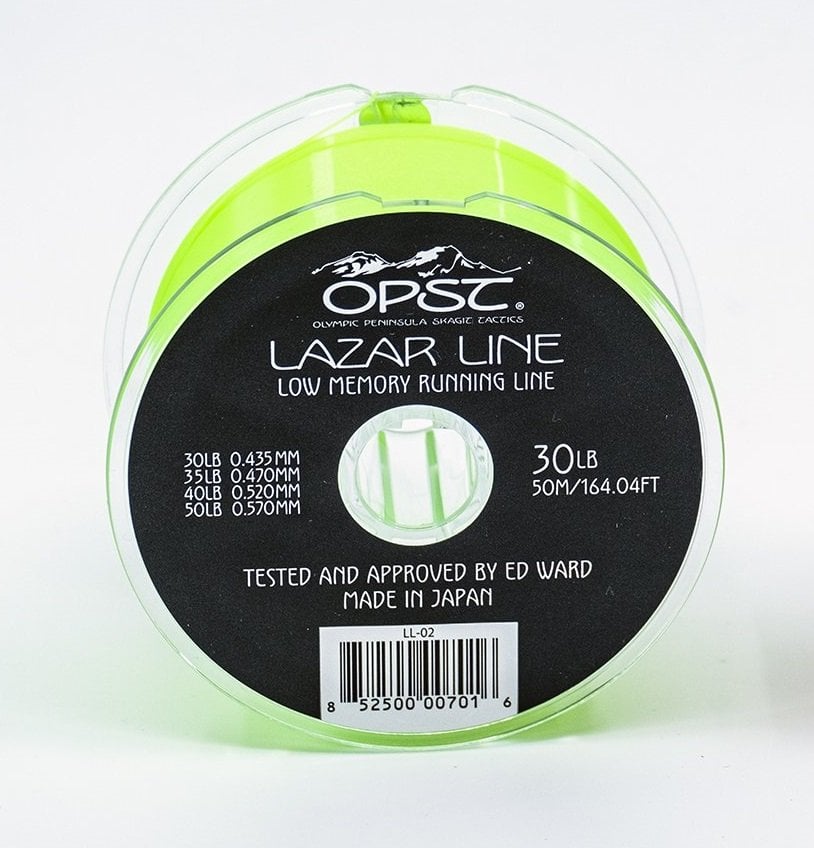 OPST®
OLYMPIC PENINSULA SKAGIT TACTICS
LAZAR LINE
LOW MEMORY RUNNING LINE
30LB 0.435MM
35LB 0.470MM
40LB 0.520MM
50LB 0.570MM
30LB
50M/164.04FT
TESTED AND APPROVED BY ED WARD
MADE IN JAPAN
LL-02
8 52500 00701 6